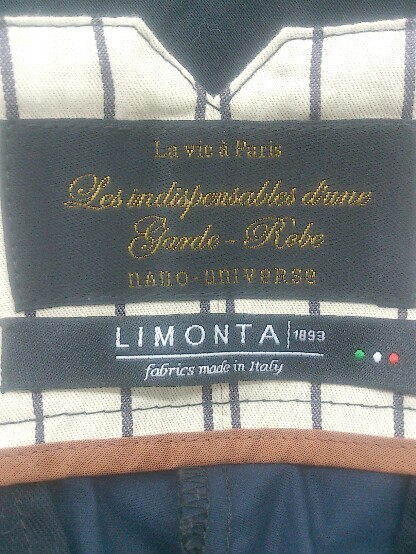 La vie à Paris
Les indispensables d'une
Garde - Robe
nano·universe
LIMONTA | 1893
fabrics made in Italy